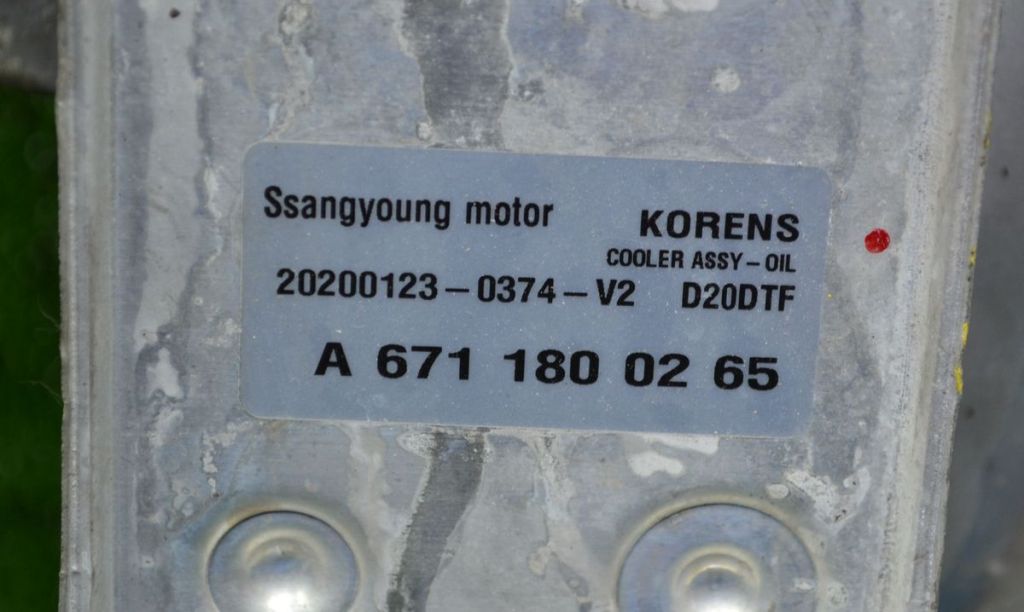 Ssangyoung motor
KORENS
COOLER ASSY-OIL
20200123-0374-V2 D20DTF
A 671 180 02 65